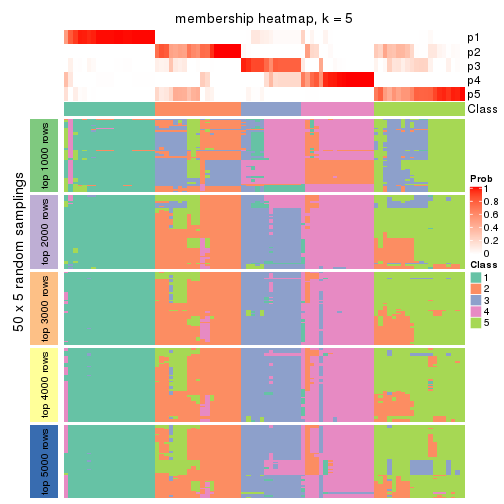 membership heatmap, k = 5
p1
p2
p3
p4
p5
Class
50 x 5 random samplings
top 1000 rows
top 2000 rows
top 3000 rows
top 4000 rows
top 5000 rows
Prob
1
0.8
0.6
0.4
0.2
0
Class
1
2
3
4
5